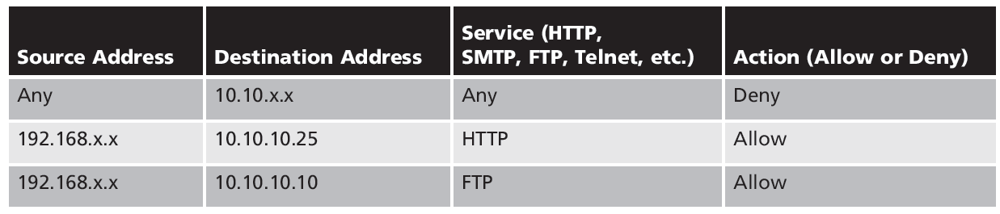 Source Address Destination Address Service (HTTP, SMTP, FTP, Telnet, etc.) Action (Allow or Deny)
Any 10.10.x.x Any Deny
192.168.x.x 10.10.10.25 HTTP Allow
192.168.x.x 10.10.10.10 FTP Allow